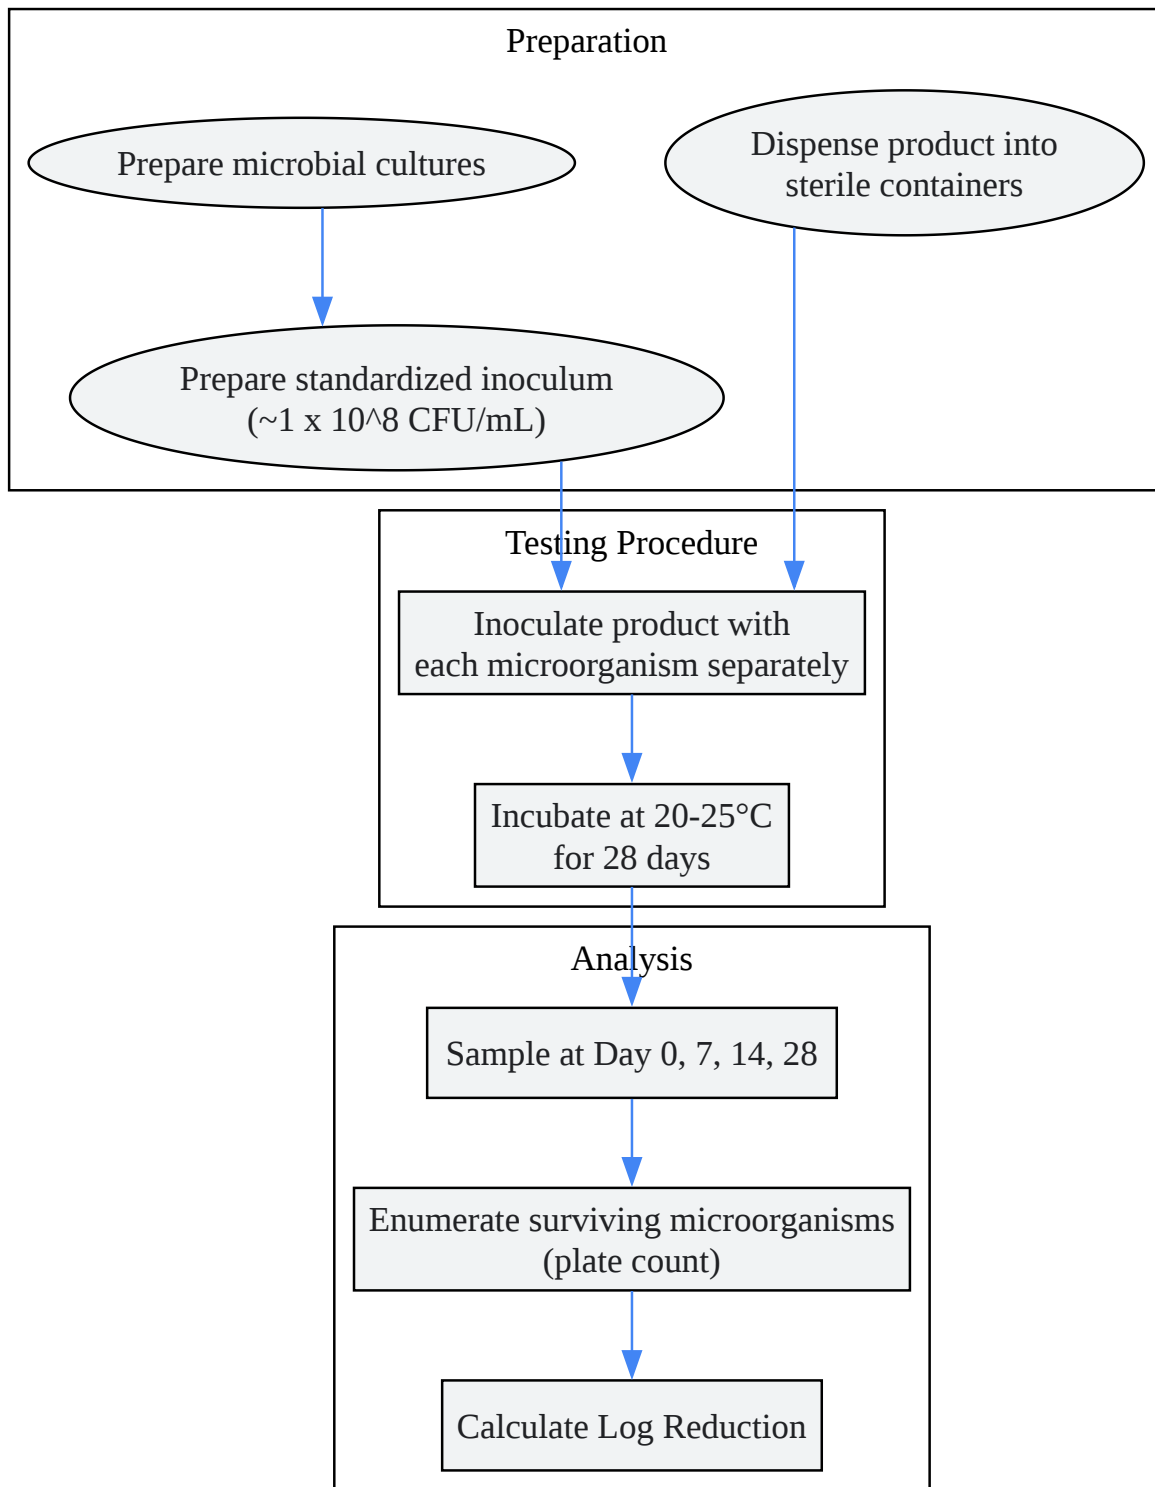 Preparation
Prepare microbial cultures
Dispense product into
sterile containers
Prepare standardized inoculum
(~1 x 10^8 CFU/mL)
Testing Procedure
Inoculate product with
each microorganism separately
Incubate at 20-25°C
for 28 days
Analysis
Sample at Day 0, 7, 14, 28
Enumerate surviving microorganisms
(plate count)
Calculate Log Reduction